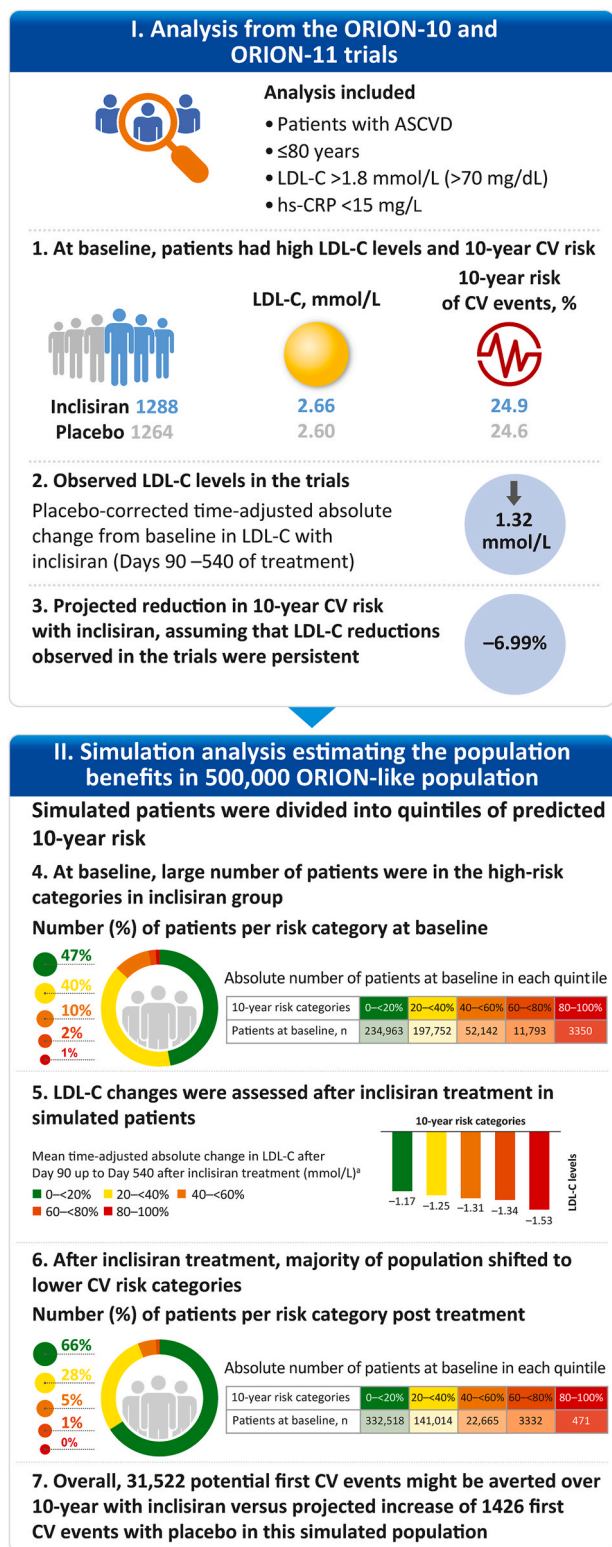 I. Analysis from the ORION-10 and
ORION-11 trials
Analysis included
• Patients with ASCVD
• ≤80 years
• LDL-C >1.8 mmol/L (>70 mg/dL)
• hs-CRP <15 mg/L
1. At baseline, patients had high LDL-C levels and 10-year CV risk
LDL-C, mmol/L
10-year risk
of CV events, %
Inclisiran 1288 2.66 24.9
Placebo 1264 2.60 24.6
2. Observed LDL-C levels in the trials
Placebo-corrected time-adjusted absolute
change from baseline in LDL-C with
inclisiran (Days 90 –540 of treatment)
1.32
mmol/L
3. Projected reduction in 10-year CV risk
with inclisiran, assuming that LDL-C reductions
observed in the trials were persistent
–6.99%
II. Simulation analysis estimating the population
benefits in 500,000 ORION-like population
Simulated patients were divided into quintiles of predicted
10-year risk
4. At baseline, large number of patients were in the high-risk
categories in inclisiran group
Number (%) of patients per risk category at baseline
47%
40%
10%
2%
1%
Absolute number of patients at baseline in each quintile
10-year risk categories 0–<20% 20–<40% 40–<60% 60–<80% 80–100%
Patients at baseline, n 234,963 197,752 52,142 11,793 3350
5. LDL-C changes were assessed after inclisiran treatment in
simulated patients
Mean time-adjusted absolute change in LDL-C after
Day 90 up to Day 540 after inclisiran treatment (mmol/L)ª
0–<20% 20–<40% 40–<60%
60–<80% 80–100%
10-year risk categories
–1.17
–1.25
–1.31
–1.34
–1.53
LDL-C levels
6. After inclisiran treatment, majority of population shifted to
lower CV risk categories
Number (%) of patients per risk category post treatment
66%
28%
5%
1%
0%
Absolute number of patients at baseline in each quintile
10-year risk categories 0–<20% 20–<40% 40–<60% 60–<80% 80–100%
Patients at baseline, n 332,518 141,014 22,665 3332 471
7. Overall, 31,522 potential first CV events might be averted over
10-year with inclisiran versus projected increase of 1426 first
CV events with placebo in this simulated population